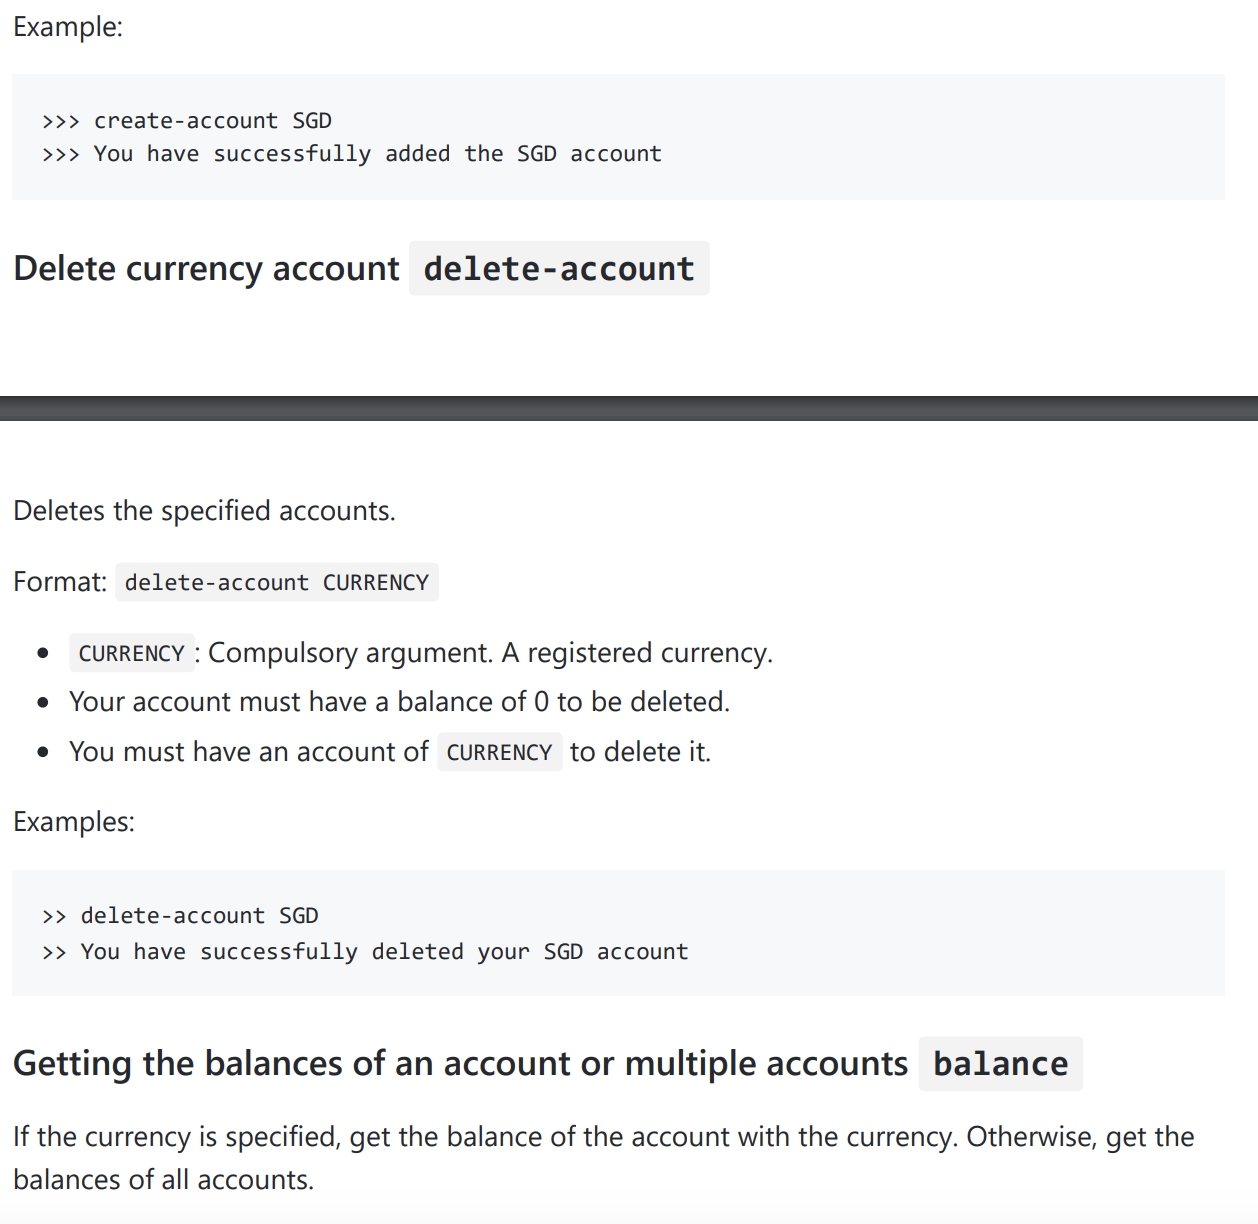 Example:
>>> create-account SGD
>>> You have successfully added the SGD account
Delete currency account delete-account
Deletes the specified accounts.
Format: delete-account CURRENCY
• CURRENCY : Compulsory argument. A registered currency.
• Your account must have a balance of 0 to be deleted.
• You must have an account of CURRENCY to delete it.
Examples:
>> delete-account SGD
>> You have successfully deleted your SGD account
Getting the balances of an account or multiple accounts balance
If the currency is specified, get the balance of the account with the currency. Otherwise, get the
balances of all accounts.